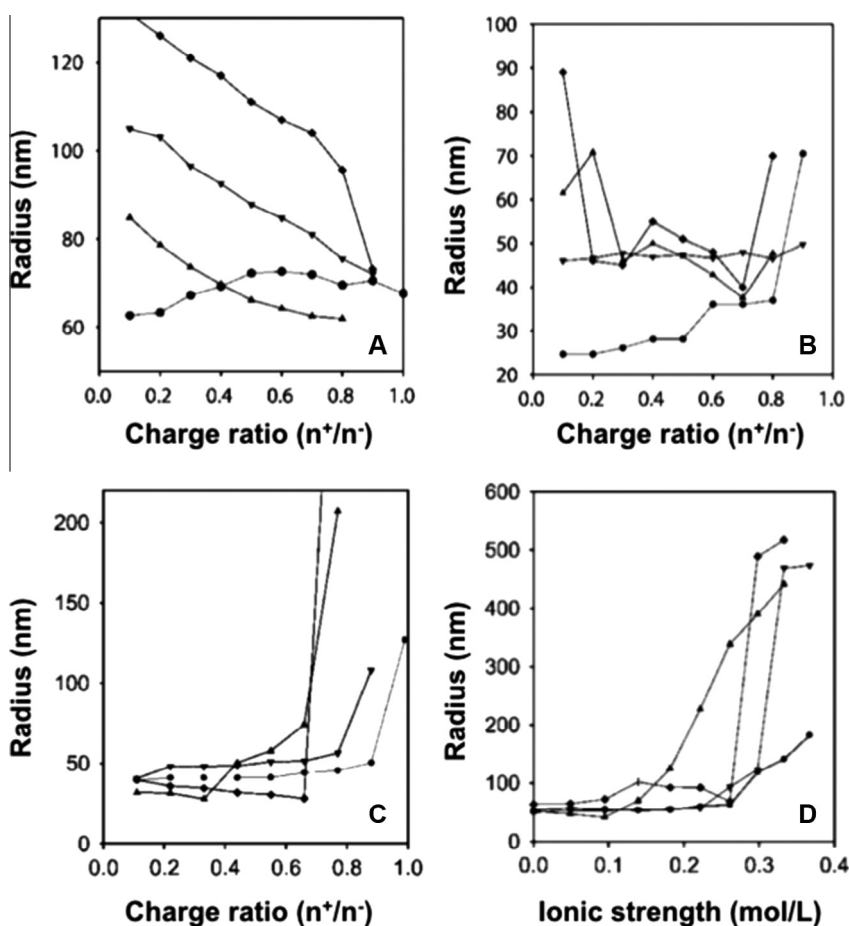 120
100
80
60
Radius (nm)
A
0.0 0.2 0.4 0.6 0.8 1.0
Charge ratio (n⁺/n⁻)
100
90
80
70
60
50
40
30
20
Radius (nm)
B
0.0 0.2 0.4 0.6 0.8 1.0
Charge ratio (n⁺/n⁻)
200
150
100
50
0
Radius (nm)
C
0.0 0.2 0.4 0.6 0.8 1.0
Charge ratio (n⁺/n⁻)
600
500
400
300
200
100
0
Radius (nm)
D
0.0 0.1 0.2 0.3 0.4
Ionic strength (mol/L)